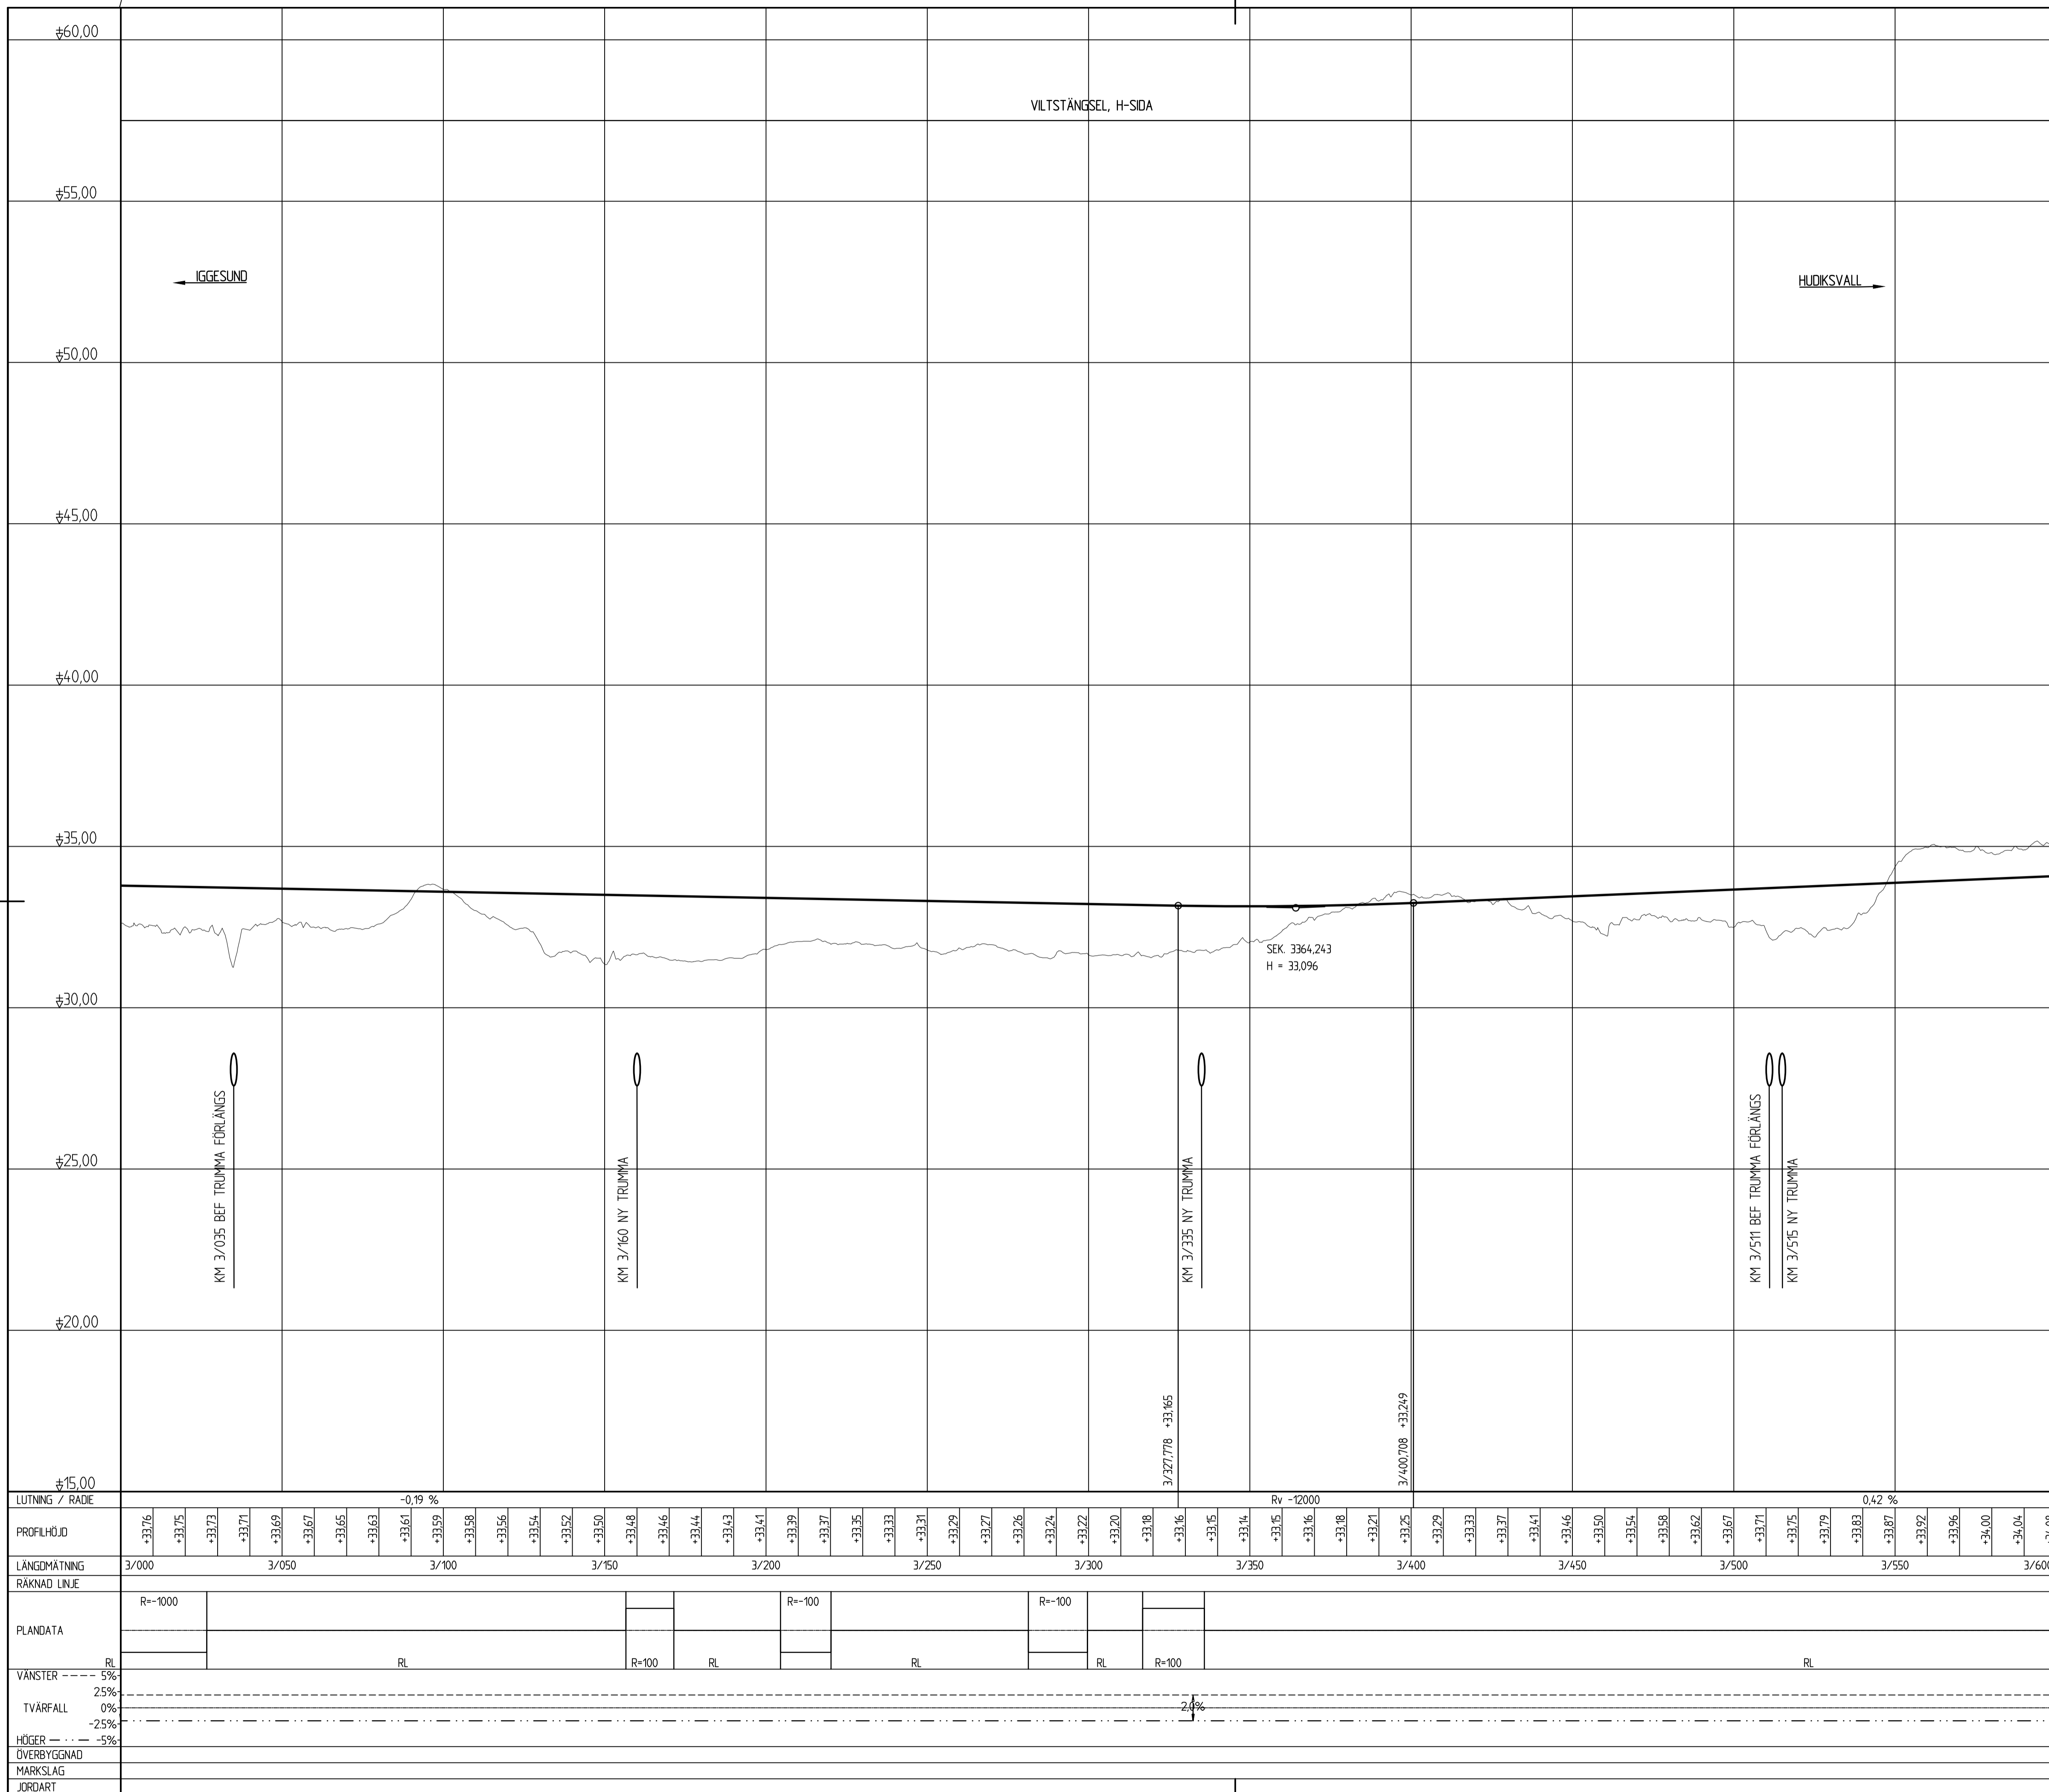 +60,00
VILTSTÄNGSEL, H-SIDA
+55,00
IGGESUND
HUDIKSVALL
+50,00
+45,00
+40,00
+35,00
SEK. 3364,243
H = 33,096
+30,00
KM 3/035 BEF TRUMMA FÖRLÄNGS
KM 3/160 NY TRUMMA
KM 3/335 NY TRUMMA
KM 3/511 BEF TRUMMA FÖRLÄNGS
KM 3/515 NY TRUMMA
+25,00
+20,00
3/327,778 +33,165
3/400,708 +33,249
+15,00
LUTNING / RADIE -0,19 % Rv -12000 0,42 %
PROFILHÖJD +33,76 +33,75 +33,73 +33,71 +33,69 +33,67 +33,65 +33,63 +33,61 +33,59 +33,58 +33,56 +33,54 +33,52 +33,50 +33,48 +33,46 +33,44 +33,43 +33,41 +33,39 +33,37 +33,35 +33,33 +33,31 +33,29 +33,27 +33,26 +33,24 +33,22 +33,20 +33,18 +33,16 +33,15 +33,14 +33,15 +33,16 +33,18 +33,21 +33,25 +33,29 +33,33 +33,37 +33,41 +33,46 +33,50 +33,54 +33,58 +33,62 +33,67 +33,71 +33,75 +33,79 +33,83 +33,87 +33,92 +33,96 +34,00 +34,04
LÄNGDMÄTNING 3/000 3/050 3/100 3/150 3/200 3/250 3/300 3/350 3/400 3/450 3/500 3/550 3/600
RÄKNAD LINJE
R=-1000 R=-100 R=-100
PLANDATA
RL RL R=100 RL RL RL R=100 RL
VÄNSTER 5%
2.5%
TVÄRFALL 0% 2,0%
-2.5%
HÖGER -5%
ÖVERBYGGNAD
MARKSLAG
JORDART